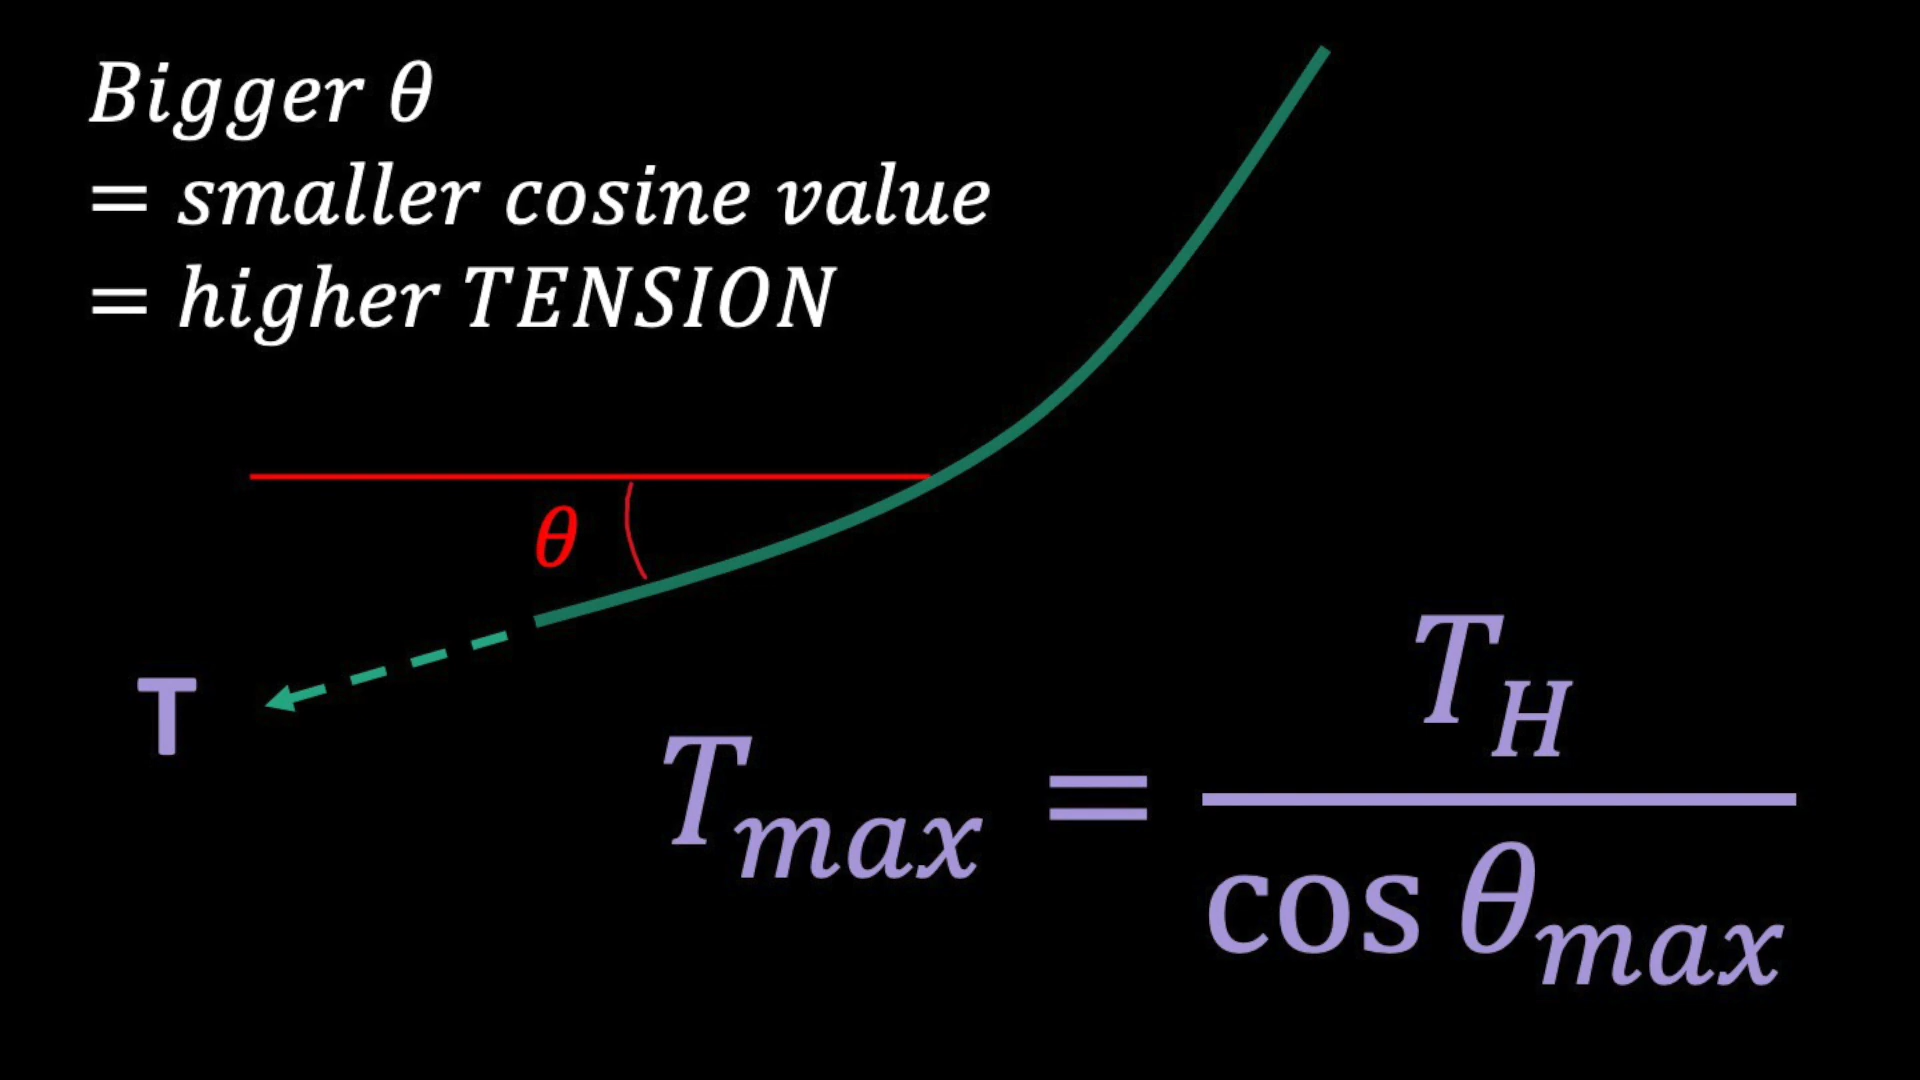 Bigger θ
= smaller cosine value
= higher TENSION
θ
T
T_max = T_H / cos θ_max